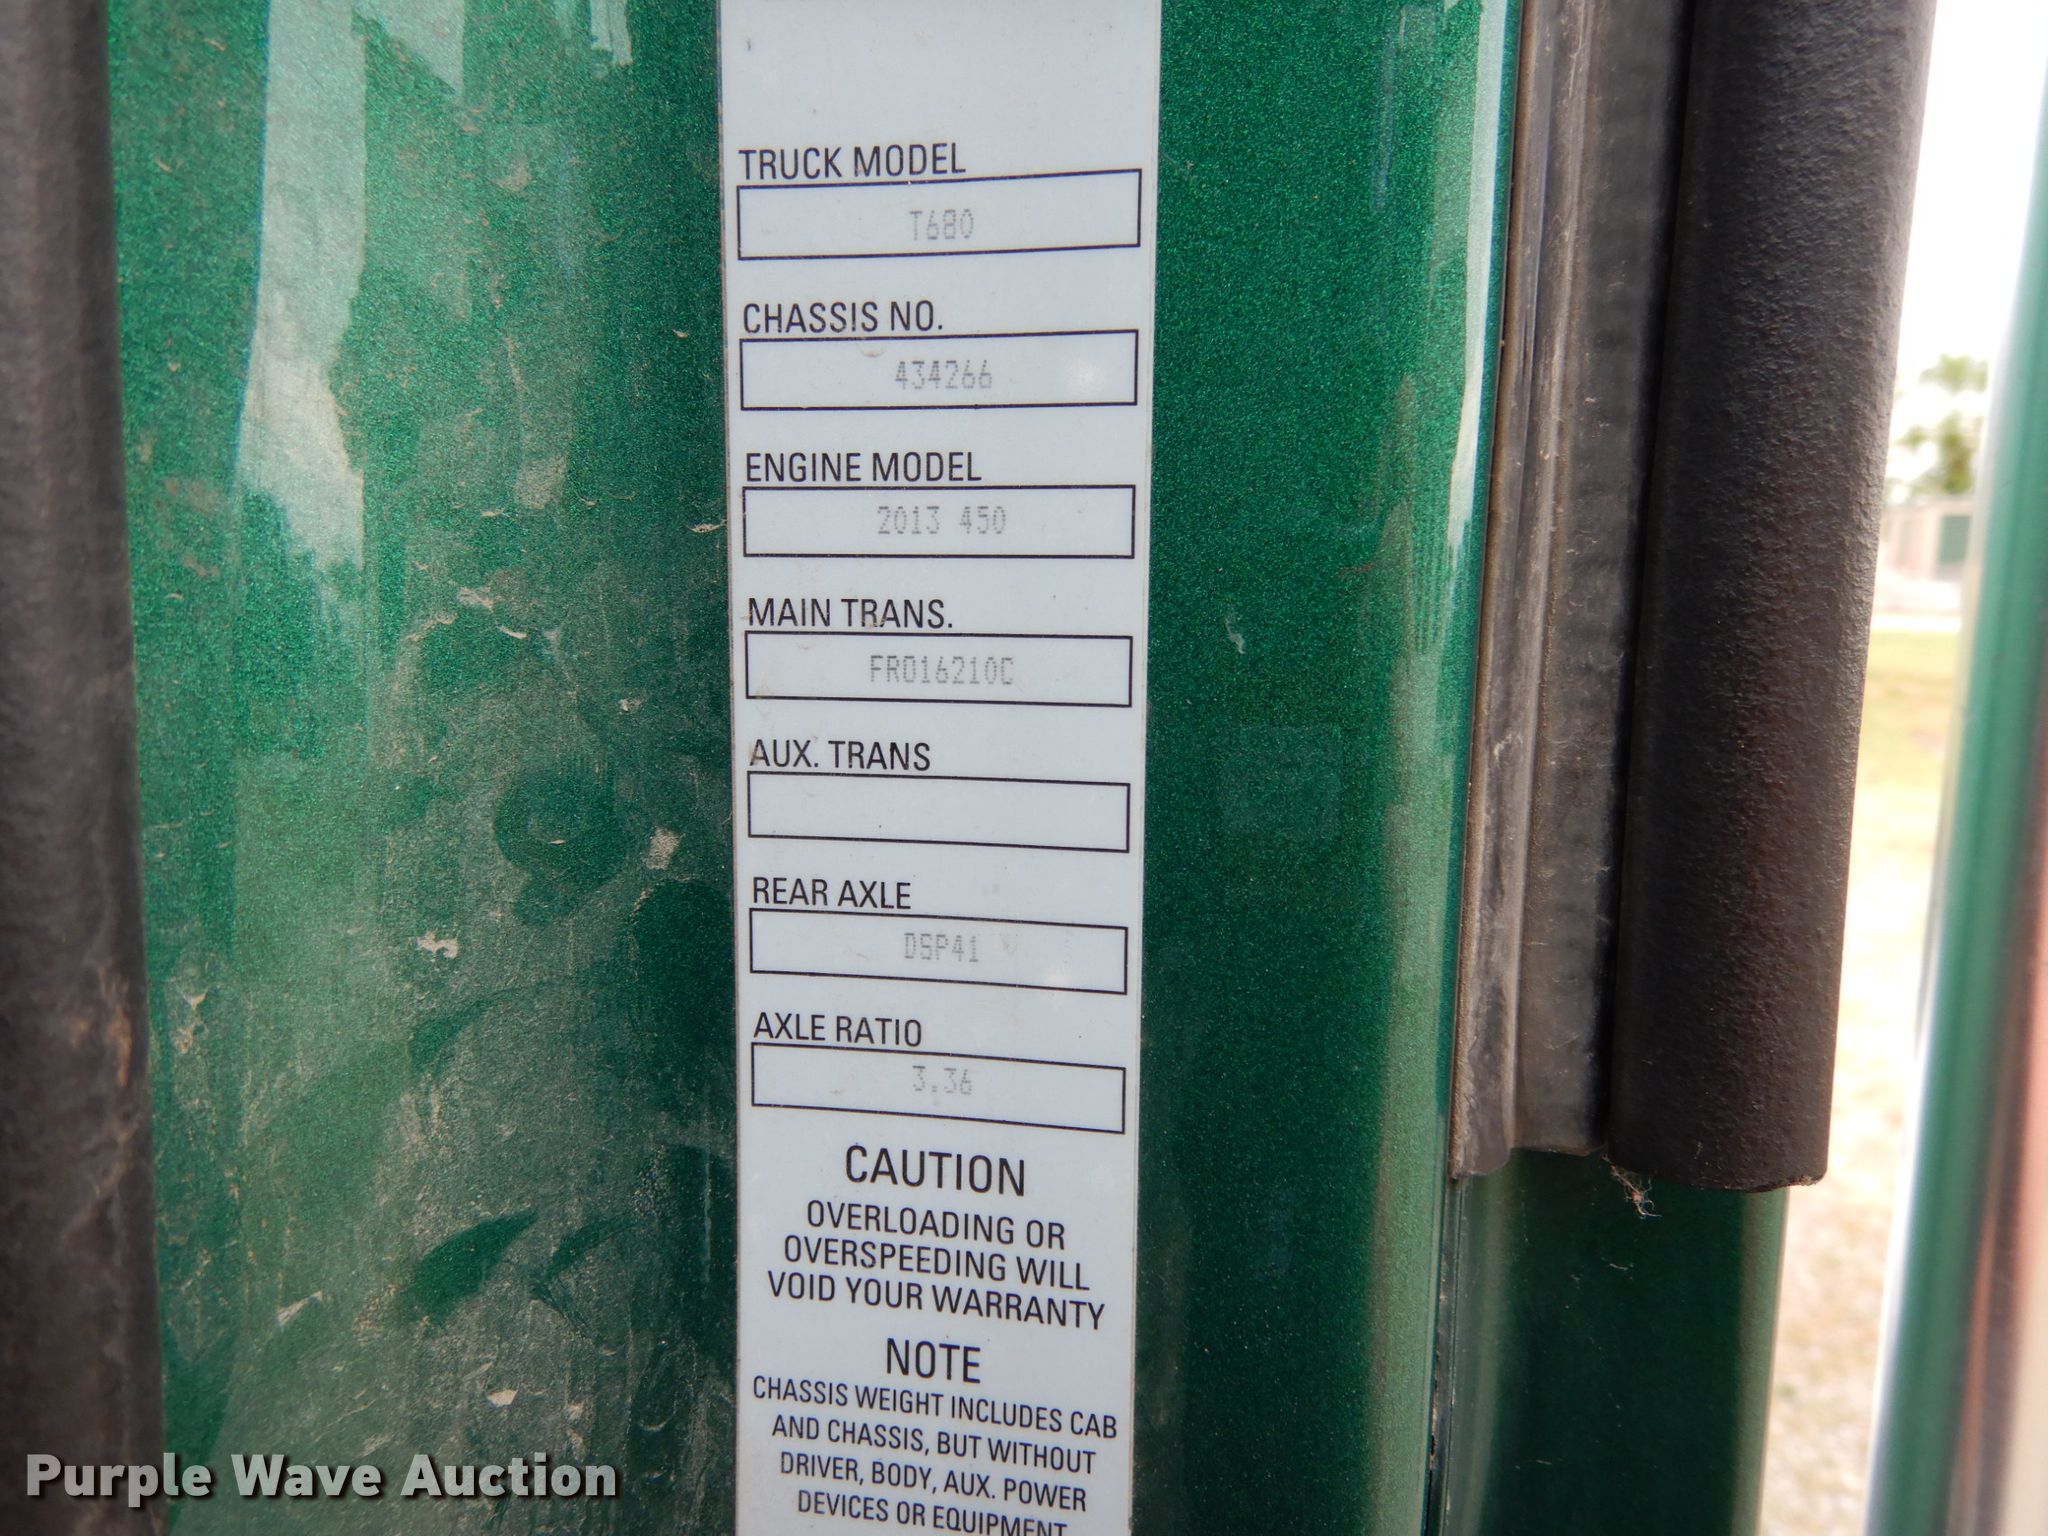 TRUCK MODEL
T680
CHASSIS NO.
434266
ENGINE MODEL
2013 450
MAIN TRANS.
FRO16210C
AUX. TRANS
REAR AXLE
DSP41
AXLE RATIO
3.36
CAUTION
OVERLOADING OR
OVERSPEEDING WILL
VOID YOUR WARRANTY
NOTE
CHASSIS WEIGHT INCLUDES CAB
AND CHASSIS, BUT WITHOUT
DRIVER, BODY, AUX. POWER
DEVICES OR EQUIPMENT
Purple Wave Auction